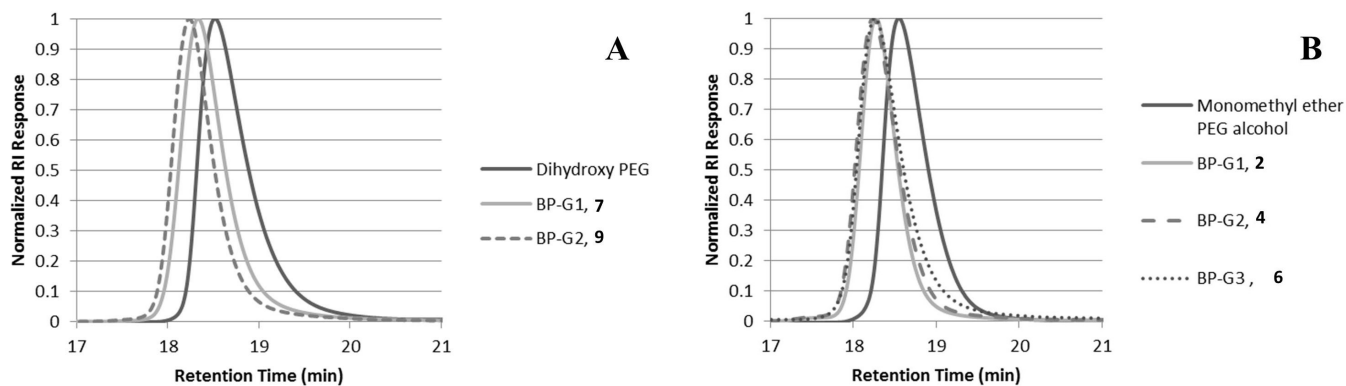 A
Normalized RI Response
1
0.9
0.8
0.7
0.6
0.5
0.4
0.3
0.2
0.1
0
17 18 19 20 21
Retention Time (min)
Dihydroxy PEG
BP-G1, 7
BP-G2, 9
B
Normalized RI Response
1
0.9
0.8
0.7
0.6
0.5
0.4
0.3
0.2
0.1
0
17 18 19 20 21
Retention Time (min)
Monomethyl ether
PEG alcohol
BP-G1, 2
BP-G2, 4
BP-G3 , 6